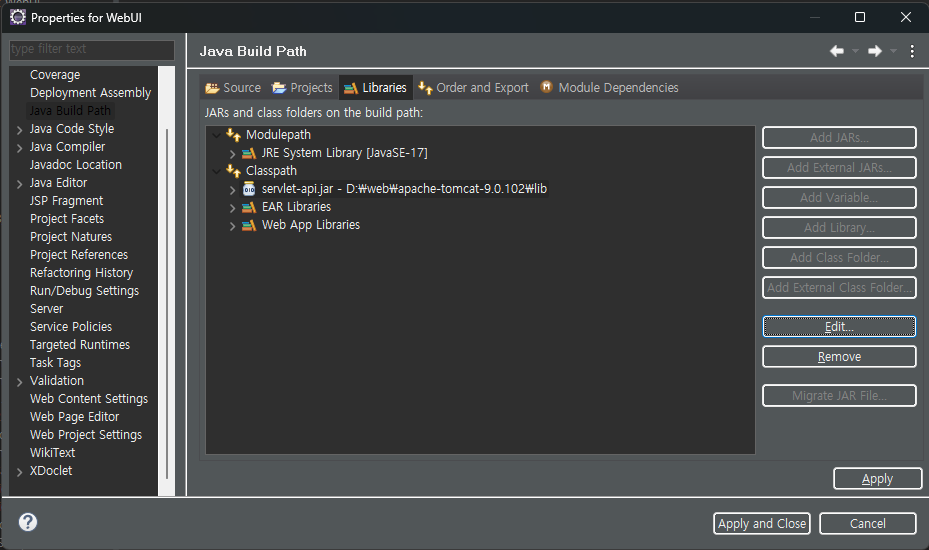 Properties for WebUI
type filter text
Coverage
Deployment Assembly
Java Build Path
Java Code Style
Java Compiler
Javadoc Location
Java Editor
JSP Fragment
Project Facets
Project Natures
Project References
Refactoring History
Run/Debug Settings
Server
Service Policies
Targeted Runtimes
Task Tags
Validation
Web Content Settings
Web Page Editor
Web Project Settings
WikiText
XDoclet
Java Build Path
Source
Projects
Libraries
Order and Export
Module Dependencies
JARs and class folders on the build path:
Modulepath
JRE System Library [JavaSE-17]
Classpath
servlet-api.jar - D:₩web₩apache-tomcat-9.0.102₩lib
EAR Libraries
Web App Libraries
Add JARs...
Add External JARs...
Add Variable...
Add Library...
Add Class Folder...
Add External Class Folder...
Edit...
Remove
Migrate JAR File...
Apply
Apply and Close
Cancel